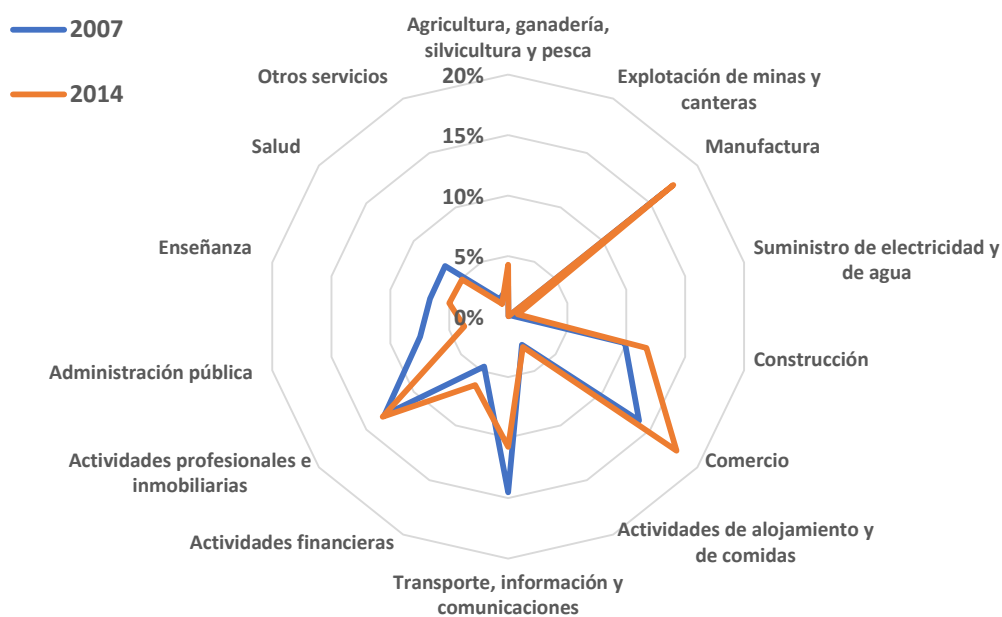 2007
2014
Agricultura, ganadería,
silvicultura y pesca
Explotación de minas y
canteras
Manufactura
Suministro de electricidad y
de agua
Construcción
Comercio
Actividades de alojamiento y
de comidas
Transporte, información y
comunicaciones
Actividades financieras
Actividades profesionales e
inmobiliarias
Administración pública
Enseñanza
Salud
Otros servicios
20%
15%
10%
5%
0%